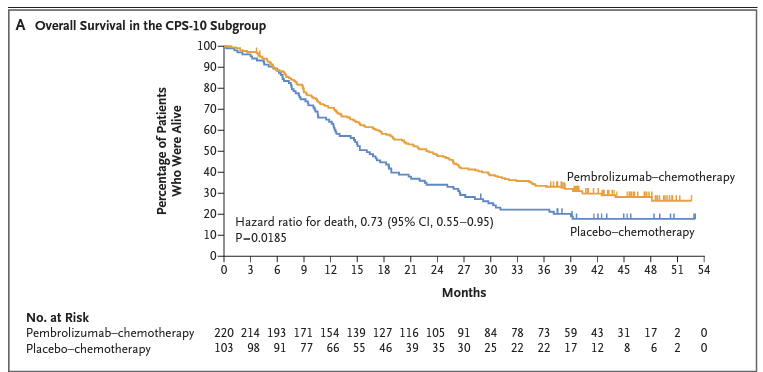 A Overall Survival in the CPS-10 Subgroup
Percentage of Patients
Who Were Alive
100
90
80
70
60
50
40
30
20
10
0
Pembrolizumab–chemotherapy
Placebo–chemotherapy
Hazard ratio for death, 0.73 (95% CI, 0.55–0.95)
P=0.0185
0 3 6 9 12 15 18 21 24 27 30 33 36 39 42 45 48 51 54
Months
No. at Risk
Pembrolizumab–chemotherapy 220 214 193 171 154 139 127 116 105 91 84 78 73 59 43 31 17 2 0
Placebo–chemotherapy 103 98 91 77 66 55 46 39 35 30 25 22 22 17 12 8 6 2 0